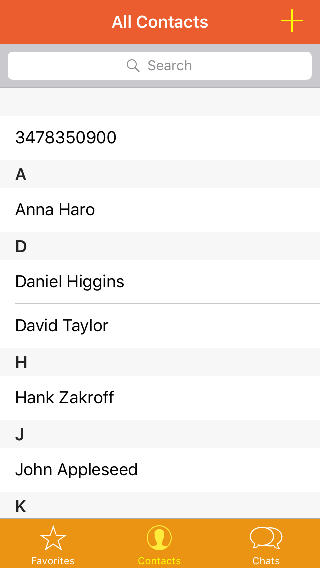 All Contacts
Search
3478350900
A
Anna Haro
D
Daniel Higgins
David Taylor
H
Hank Zakroff
J
John Appleseed
K
Favorites
Contacts
Chats